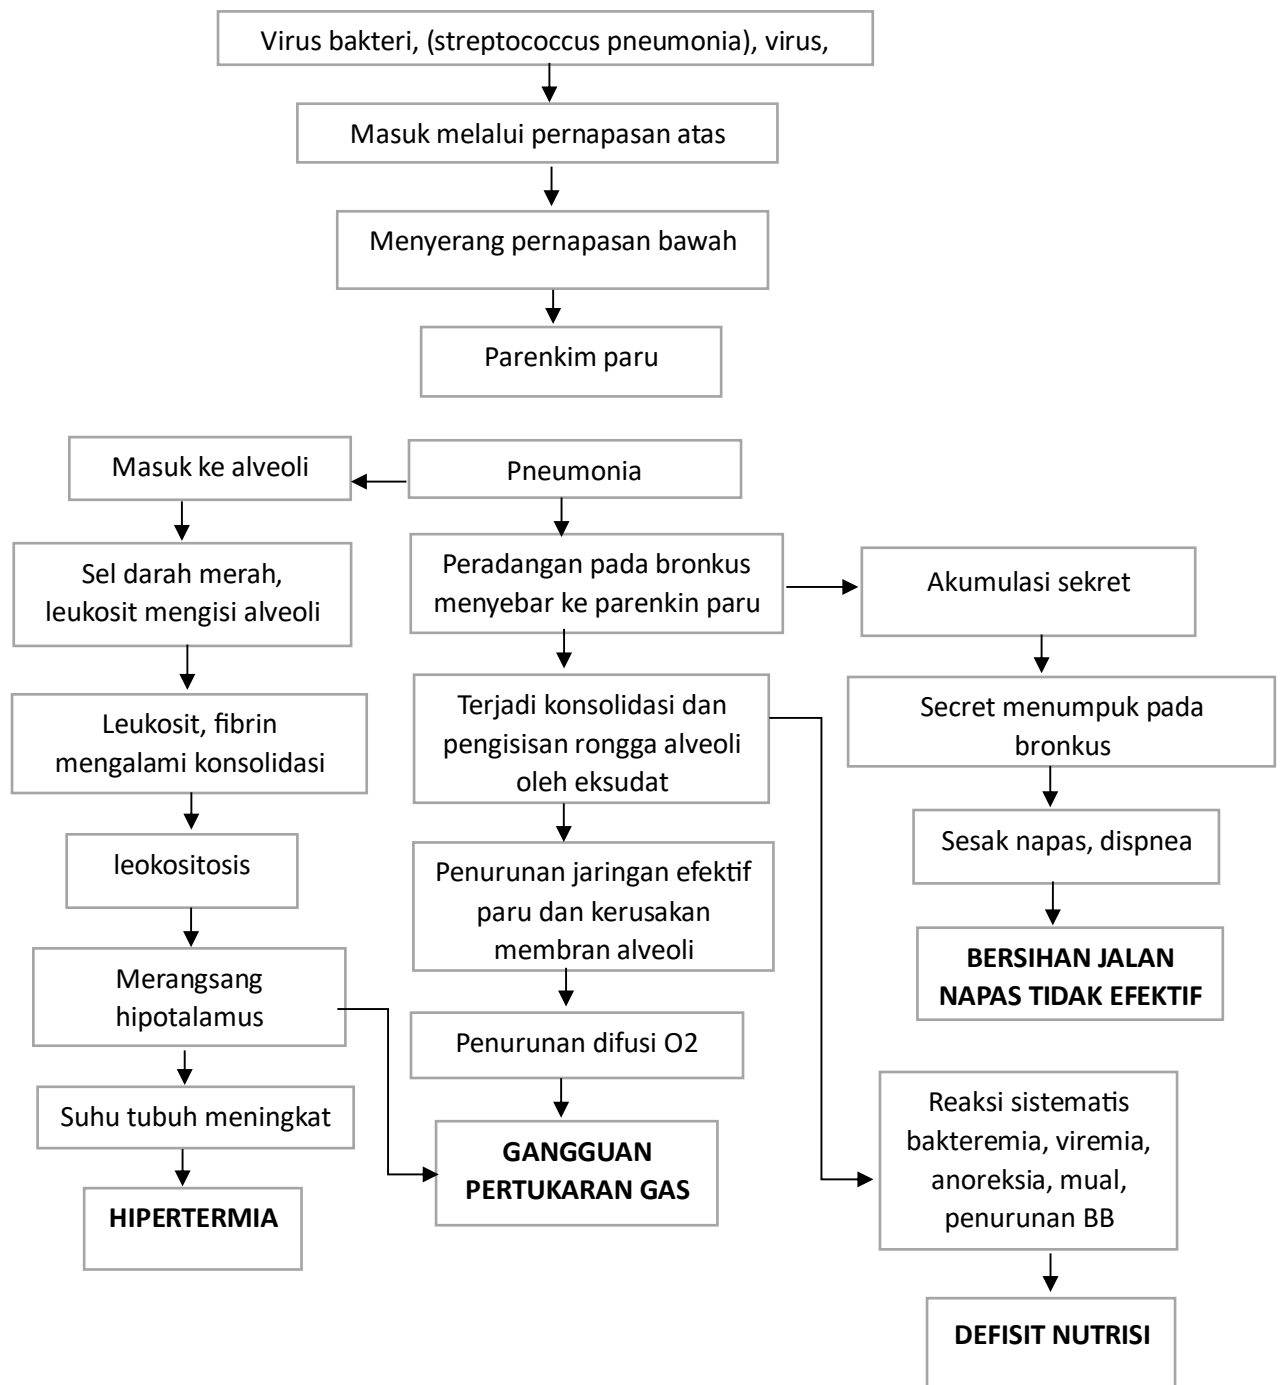 Virus bakteri, (streptococcus pneumonia), virus,
Masuk melalui pernapasan atas
Menyerang pernapasan bawah
Parenkim paru
Pneumonia
Masuk ke alveoli
Sel darah merah,
leukosit mengisi alveoli
Leukosit, fibrin
mengalami konsolidasi
leokositosis
Merangsang
hipotalamus
Suhu tubuh meningkat
HIPERTERMIA
Peradangan pada bronkus
menyebar ke parenkin paru
Terjadi konsolidasi dan
pengisisan rongga alveoli
oleh eksudat
Penurunan jaringan efektif
paru dan kerusakan
membran alveoli
Penurunan difusi O2
GANGGUAN
PERTUKARAN GAS
Akumulasi sekret
Secret menumpuk pada
bronkus
Sesak napas, dispnea
BERSIHAN JALAN
NAPAS TIDAK EFEKTIF
Reaksi sistematis
bakteremia, viremia,
anoreksia, mual,
penurunan BB
DEFISIT NUTRISI